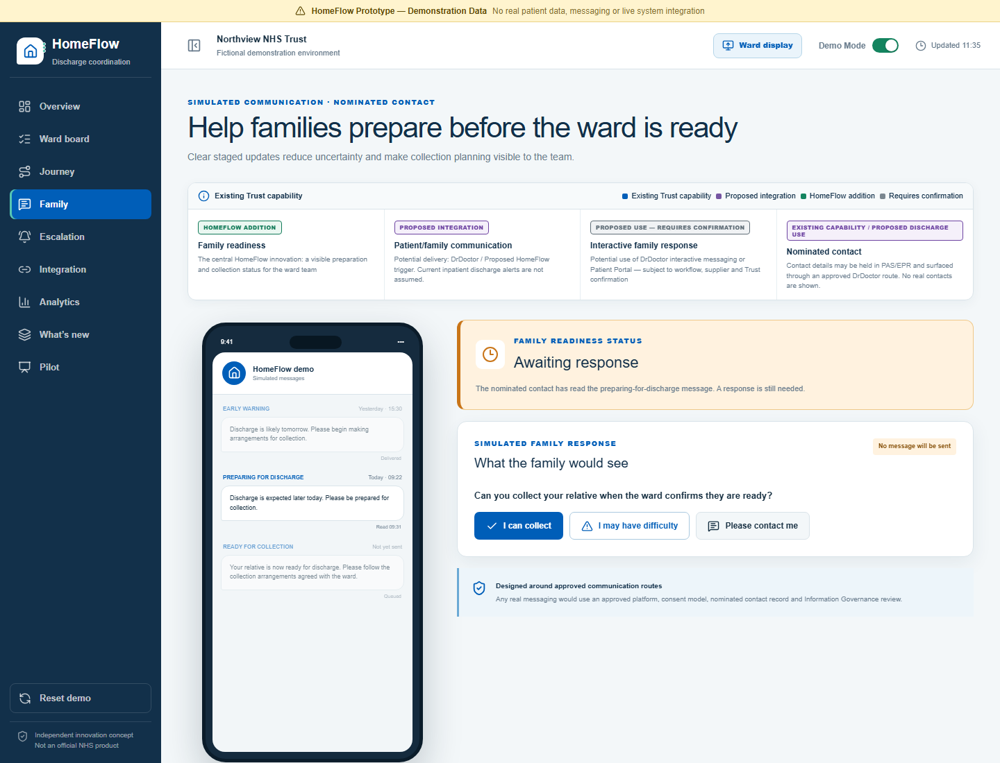 HomeFlow Prototype — Demonstration Data No real patient data, messaging or live system integration
HomeFlow
Discharge coordination
Overview
Ward board
Journey
Family
Escalation
Integration
Analytics
What's new
Pilot
Reset demo
Independent innovation concept
Not an official NHS product
Northview NHS Trust
Fictional demonstration environment
Ward display
Demo Mode
Updated 11:35
SIMULATED COMMUNICATION · NOMINATED CONTACT
Help families prepare before the ward is ready
Clear staged updates reduce uncertainty and make collection planning visible to the team.
Existing Trust capability
Existing Trust capability
Proposed integration
HomeFlow addition
Requires confirmation
HOMEFLOW ADDITION
Family readiness
The central HomeFlow innovation: a visible preparation
and collection status for the ward team
PROPOSED INTEGRATION
Patient/family communication
Potential delivery: DrDoctor / Proposed HomeFlow
trigger. Current inpatient discharge alerts are not
assumed.
PROPOSED USE — REQUIRES CONFIRMATION
Interactive family response
Potential use of DrDoctor interactive messaging or
Patient Portal — subject to workflow, supplier and Trust
confirmation
EXISTING CAPABILITY / PROPOSED DISCHARGE
USE
Nominated contact
Contact details may be held in PAS/EPR and surfaced
through an approved DrDoctor route. No real contacts
are shown.
9:41
HomeFlow demo
Simulated messages
EARLY WARNING
Yesterday · 15:30
Discharge is likely tomorrow. Please begin making
arrangements for collection.
Delivered
PREPARING FOR DISCHARGE
Today · 09:22
Discharge is expected later today. Please be prepared for
collection.
Read 09:31
READY FOR COLLECTION
Not yet sent
Your relative is now ready for discharge. Please follow the
collection arrangements agreed with the ward.
Queued
FAMILY READINESS STATUS
Awaiting response
The nominated contact has read the preparing-for-discharge message. A response is still needed.
SIMULATED FAMILY RESPONSE
What the family would see
No message will be sent
Can you collect your relative when the ward confirms they are ready?
I can collect
I may have difficulty
Please contact me
Designed around approved communication routes
Any real messaging would use an approved platform, consent model, nominated contact record and Information Governance review.